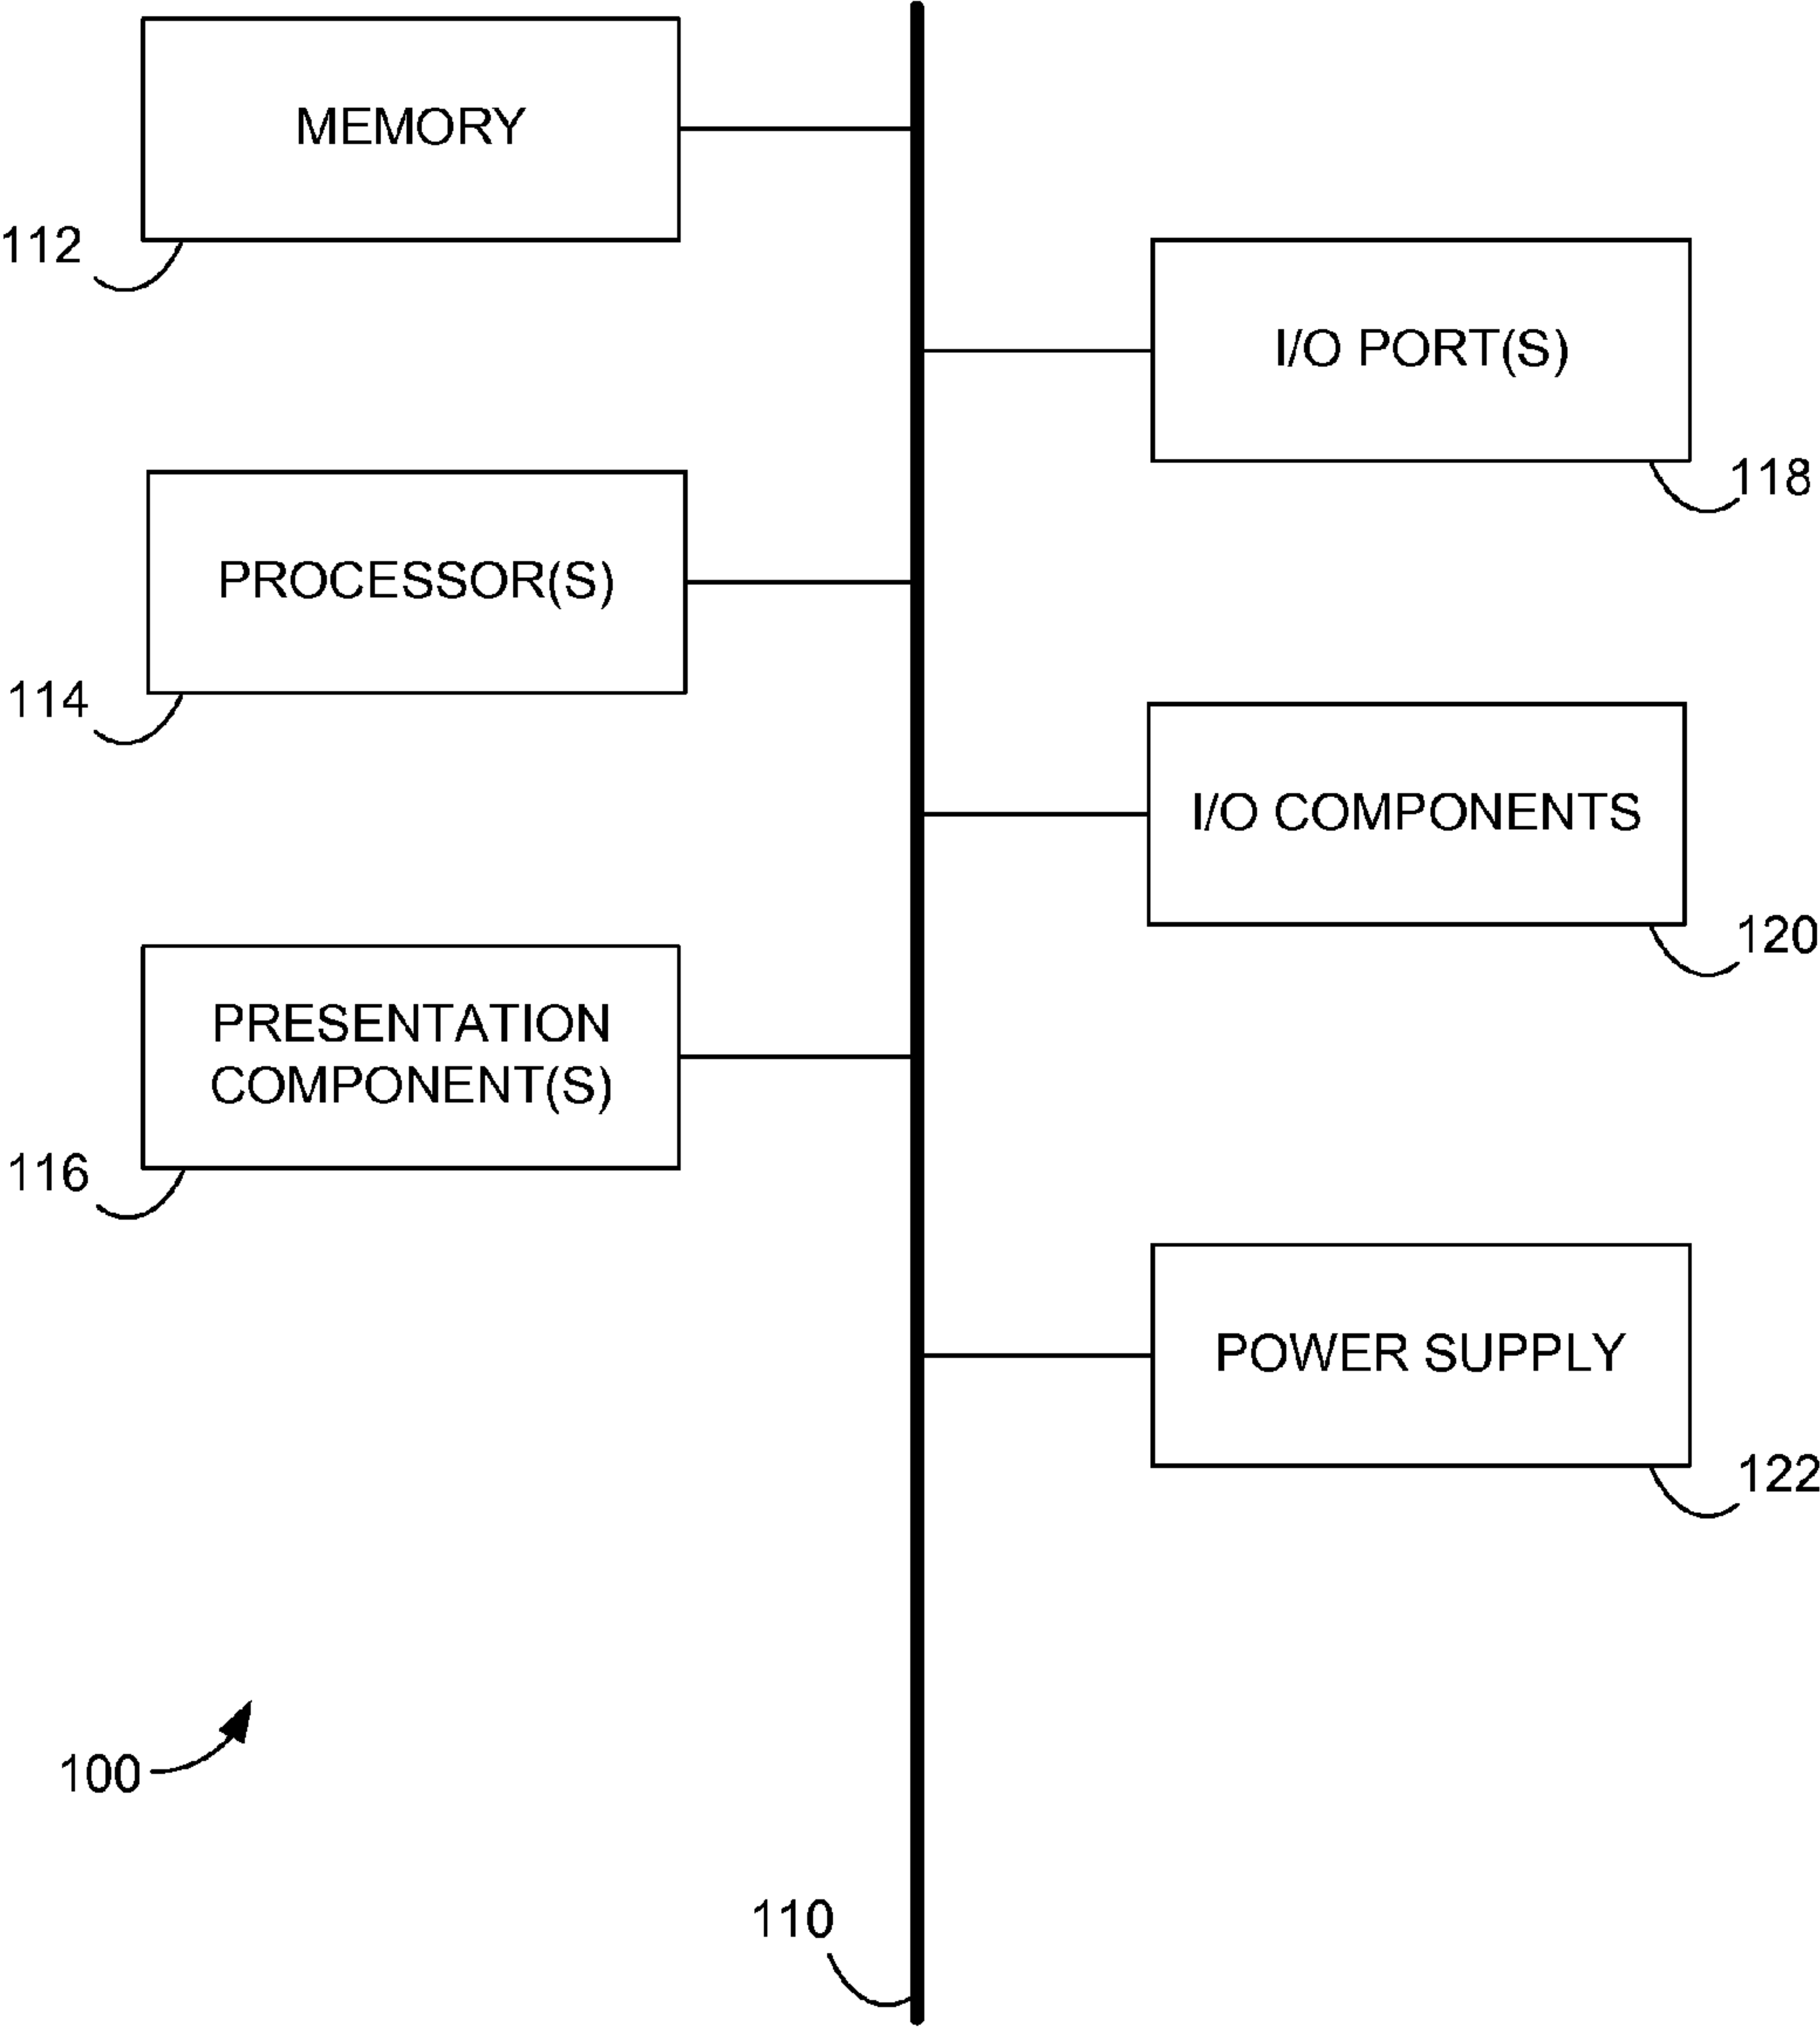 MEMORY
112
I/O PORT(S)
118
PROCESSOR(S)
114
I/O COMPONENTS
120
PRESENTATION
COMPONENT(S)
116
POWER SUPPLY
122
100
110